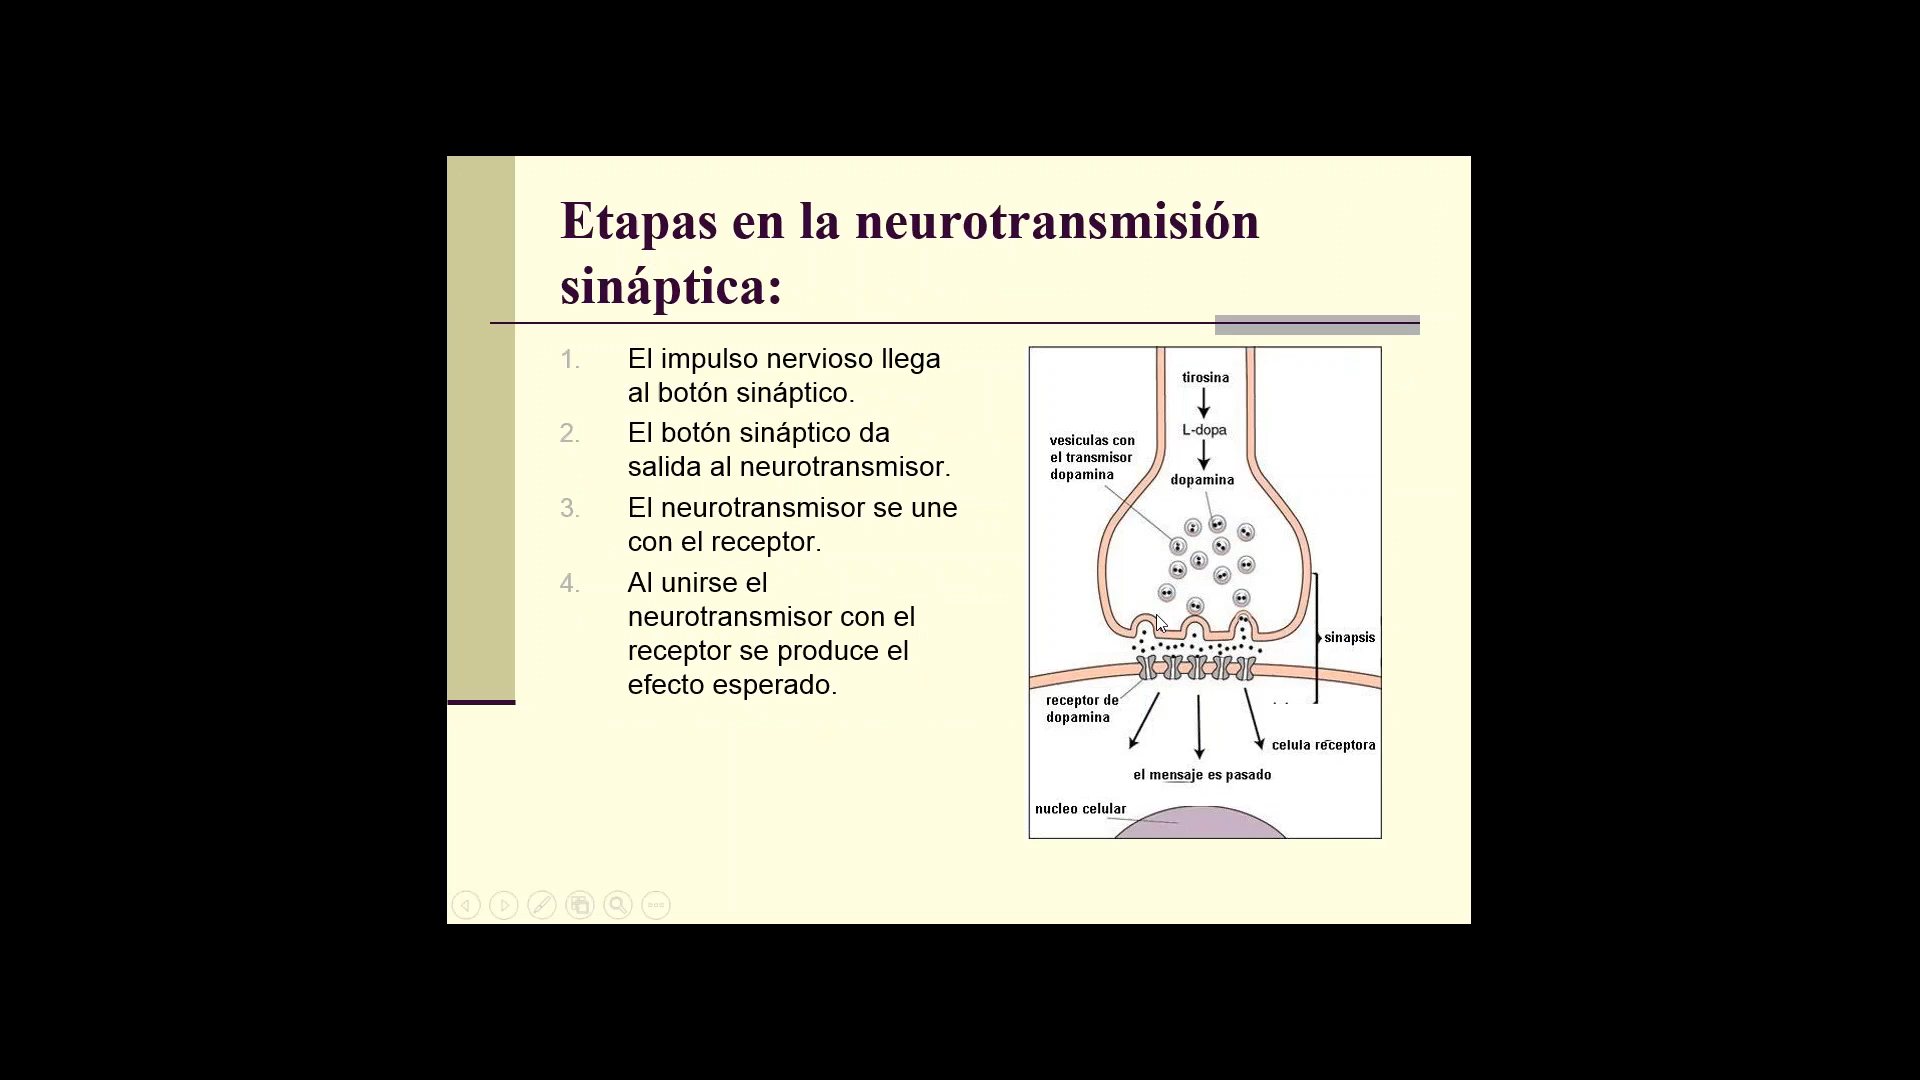 Etapas en la neurotransmisión
sináptica:
1. El impulso nervioso llega
al botón sináptico.
2. El botón sináptico da
salida al neurotransmisor.
3. El neurotransmisor se une
con el receptor.
4. Al unirse el
neurotransmisor con el
receptor se produce el
efecto esperado.
tirosina
L-dopa
dopamina
vesiculas con
el transmisor
dopamina
sinapsis
receptor de
dopamina
celula receptora
el mensaje es pasado
nucleo celular